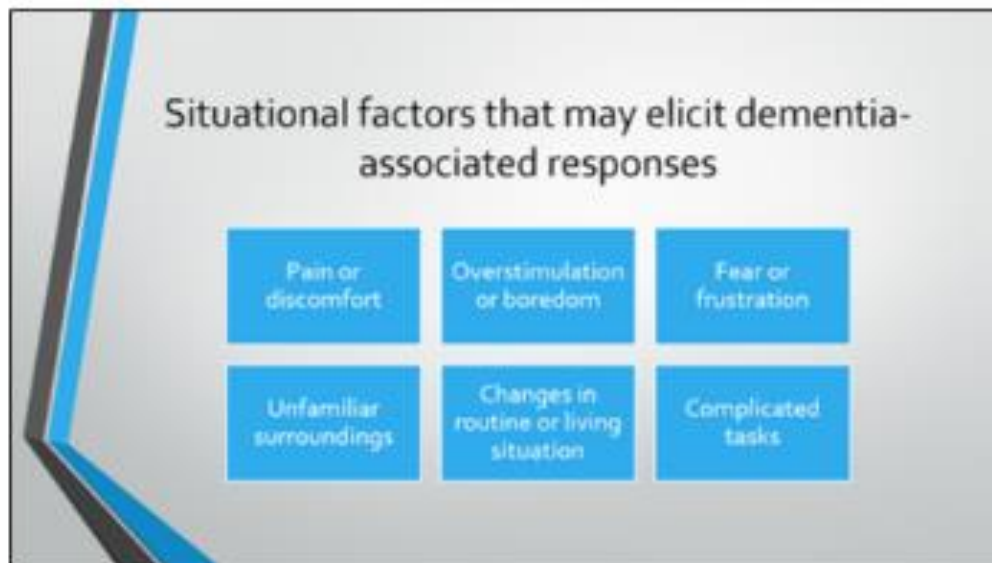 Situational factors that may elicit dementia-
associated responses
Pain or
discomfort
Overstimulation
or boredom
Fear or
frustration
Unfamiliar
surroundings
Changes in
routine or living
situation
Complicated
tasks